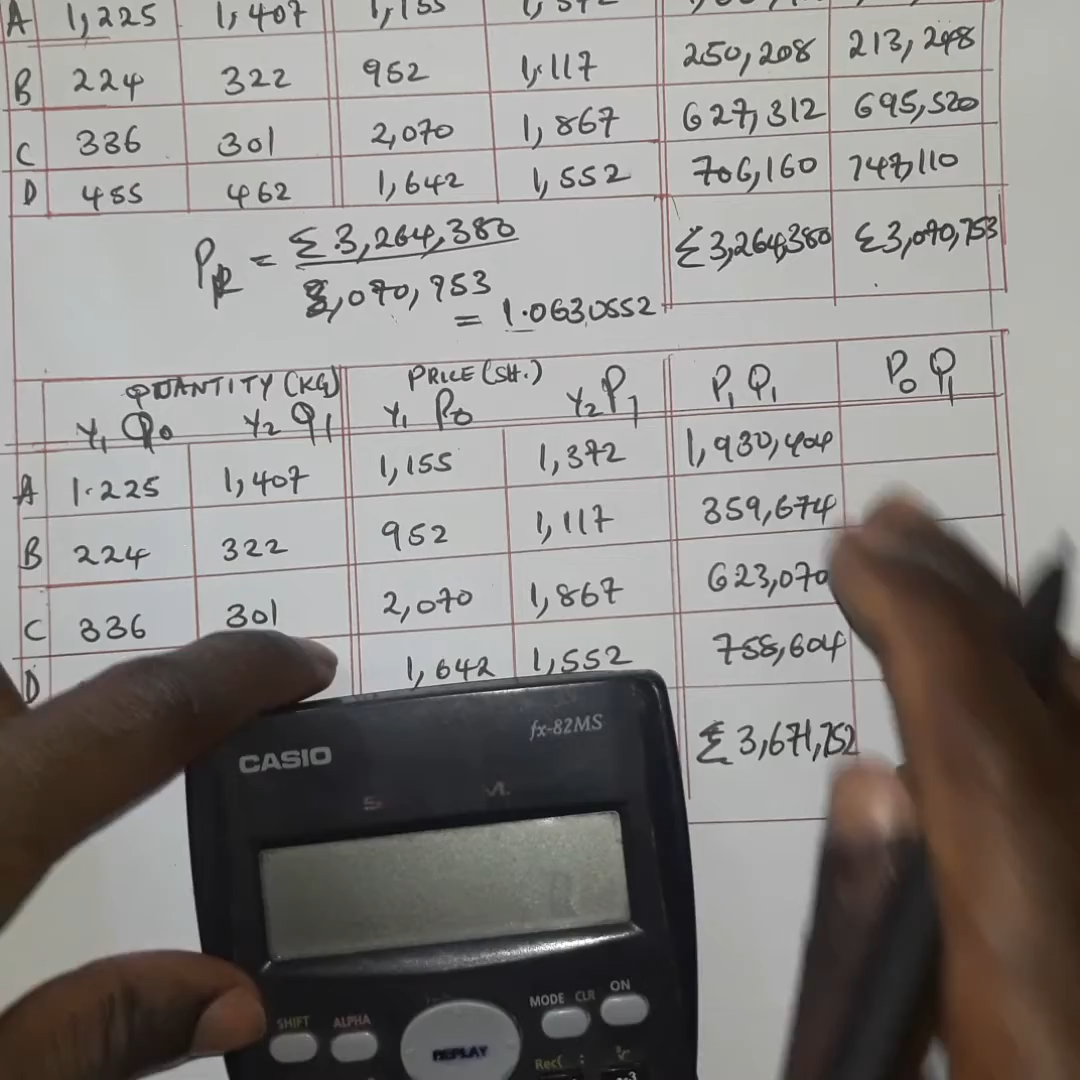 A 1,225 1,407 1,155
B 224 322 952 1,117 250,208 213,248
C 336 301 2,070 1,867 627,312 695,520
D 455 462 1,642 1,552 706,160 747,110
Σ 3,264,380
3,070,753
= 1.0630552
Σ3,264,380 Σ3,070,753
QUANTITY (KG) PRICE (SH.) P₁ Q₁ P₀ Q₁
Y₁ Q₀ Y₂ Q₁ Y₁ P₀ Y₂ P₁
A 1.225 1,407 1,155 1,372 1,930,404
B 224 322 952 1,117 359,674
C 336 301 2,070 1,867 623,070
D 1,642 1,552 758,604
Σ 3,671,752
CASIO fx-82MS
S M
SHIFT ALPHA REPLAY MODE CLR ON
Rec( :